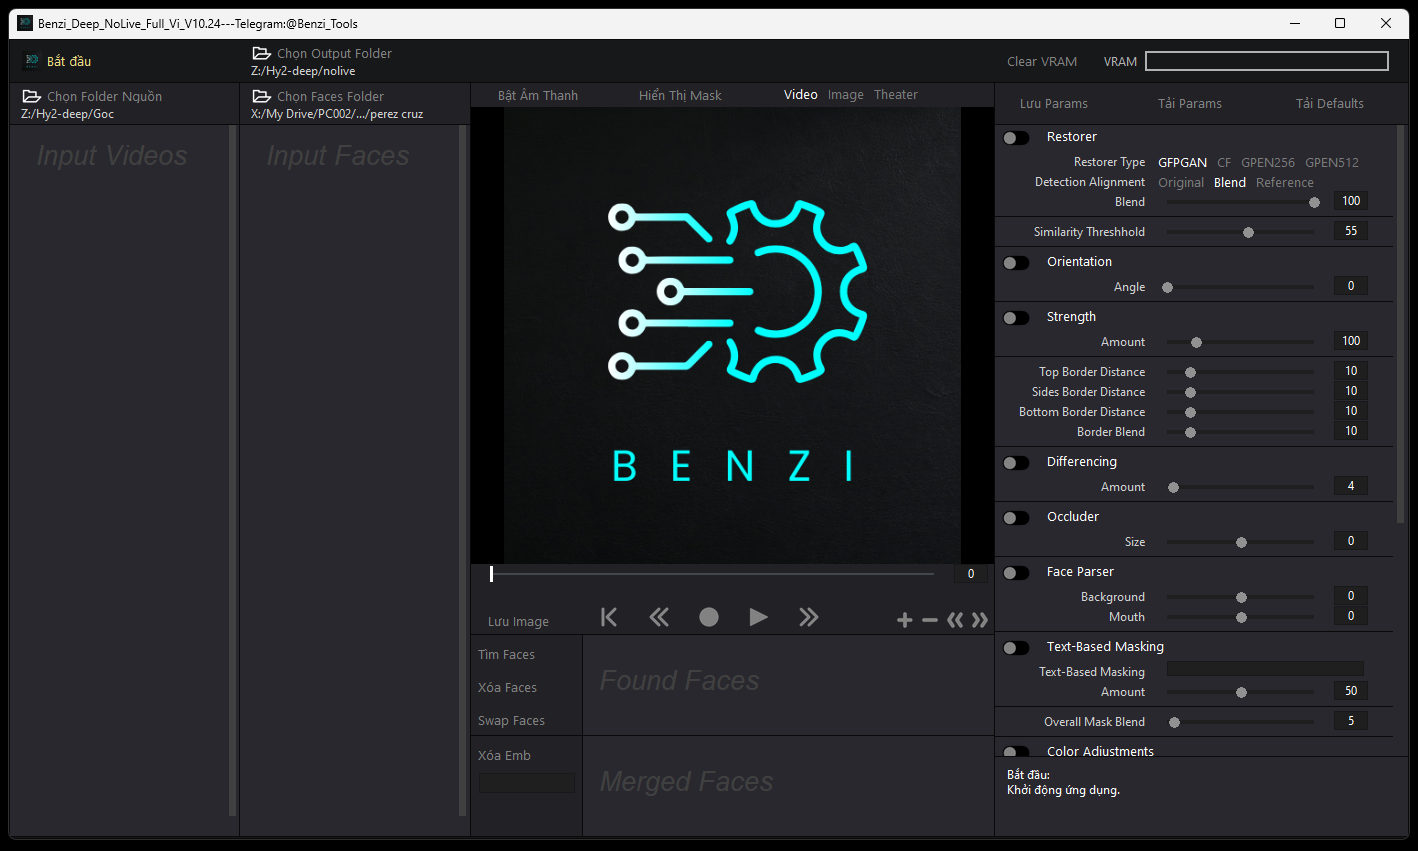 Benzi_Deep_NoLive_Full_Vi_V10.24---Telegram:@Benzi_Tools
Bắt đầu
Chọn Output Folder
Z:/Hy2-deep/nolive
Clear VRAM
VRAM
Chọn Folder Nguồn
Z:/Hy2-deep/Goc
Chọn Faces Folder
X:/My Drive/PC002/.../perez cruz
Input Videos
Input Faces
Bật Âm Thanh
Hiển Thị Mask
Video Image Theater
BENZI
0
Lưu Image
Tìm Faces
Xóa Faces
Swap Faces
Found Faces
Xóa Emb
Merged Faces
Lưu Params
Tải Params
Tải Defaults
Restorer
Restorer Type GFPGAN CF GPEN256 GPEN512
Detection Alignment Original Blend Reference
Blend 100
Similarity Threshhold 55
Orientation
Angle 0
Strength
Amount 100
Top Border Distance 10
Sides Border Distance 10
Bottom Border Distance 10
Border Blend 10
Differencing
Amount 4
Occluder
Size 0
Face Parser
Background 0
Mouth 0
Text-Based Masking
Text-Based Masking
Amount 50
Overall Mask Blend 5
Color Adjustments
Bắt đầu:
Khởi động ứng dụng.